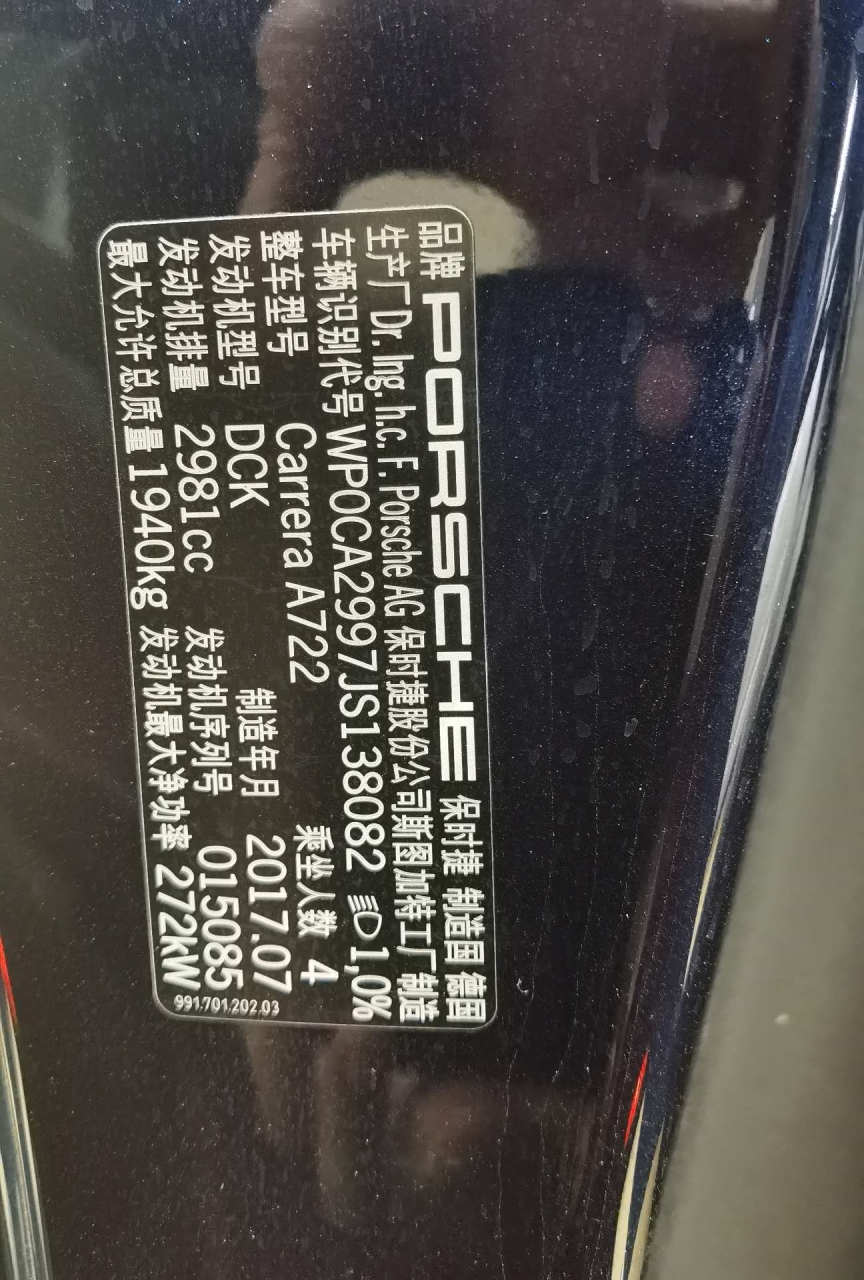 品牌 PORSCHE 保时捷 制造国 德国
生产厂Dr. Ing. h.c. F. Porsche AG 保时捷股份公司斯图加特工厂 制造
车辆识别代号 WP0CA2997JS138082 1,0%
整车型号 Carrera A722 乘坐人数 4
发动机型号 DCK 制造年月 2017.07
发动机排量 2981cc 发动机序列号 015085
最大允许总质量 1940kg 发动机最大净功率 272kW
991.701.202.03